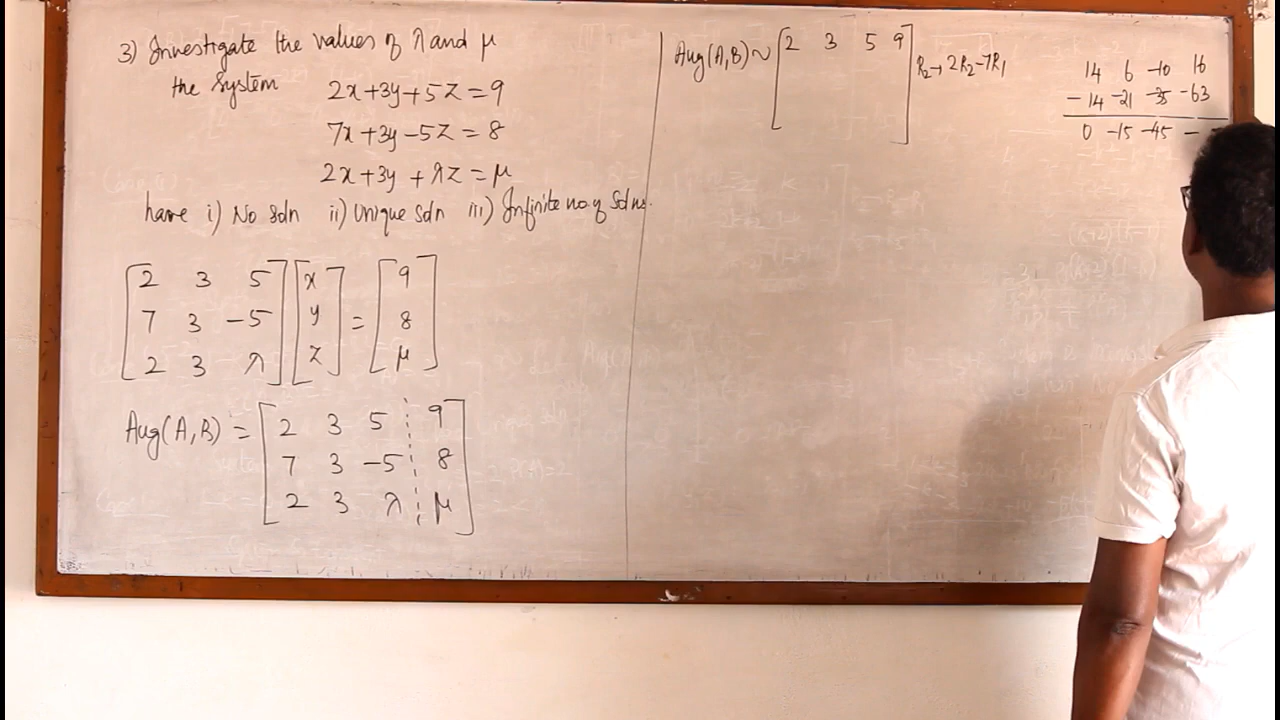 3) Investigate the values of λ and μ
the system
2x+3y+5z=9
7x+3y-5z=8
2x+3y+λz=μ
have i) No soln ii) Unique soln iii) Infinite no. of solns.
[2 3 5] [x] [9]
[7 3 -5] [y] = [8]
[2 3 λ] [z] [μ]
Aug(A,B) = [2 3 5 9]
7 3 -5 8
2 3 λ μ
Aug(A,B) ~ [2 3 5 9] R2→2R2-7R1
14 6 -10 16
-14 -21 -35 -63
0 -15 -45 -